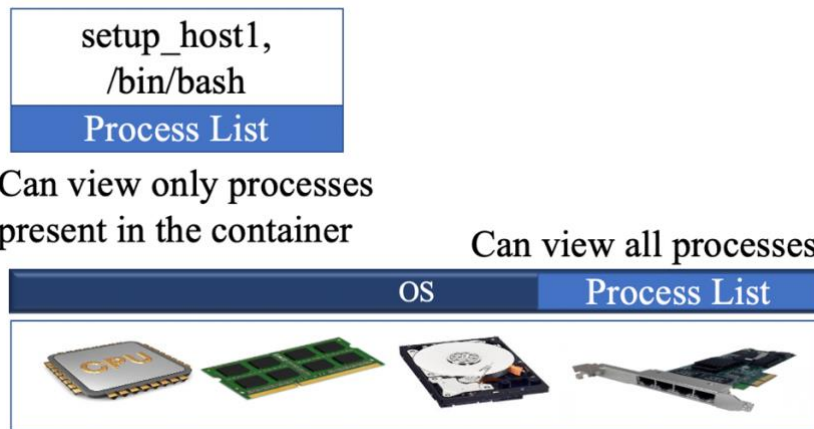 setup_host1,
/bin/bash
Process List
Can view only processes
present in the container
Can view all processes
OS
Process List
CPU